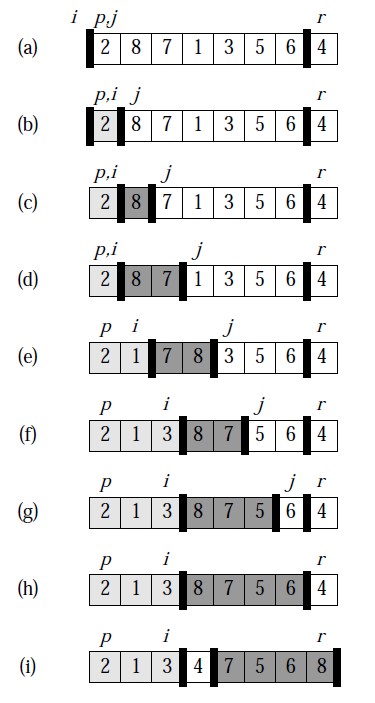 i p,j r
(a) 2 8 7 1 3 5 6 4
p,i j r
(b) 2 8 7 1 3 5 6 4
p,i j r
(c) 2 8 7 1 3 5 6 4
p,i j r
(d) 2 8 7 1 3 5 6 4
p i j r
(e) 2 1 7 8 3 5 6 4
p i j r
(f) 2 1 3 8 7 5 6 4
p i j r
(g) 2 1 3 8 7 5 6 4
p i r
(h) 2 1 3 8 7 5 6 4
p i r
(i) 2 1 3 4 7 5 6 8